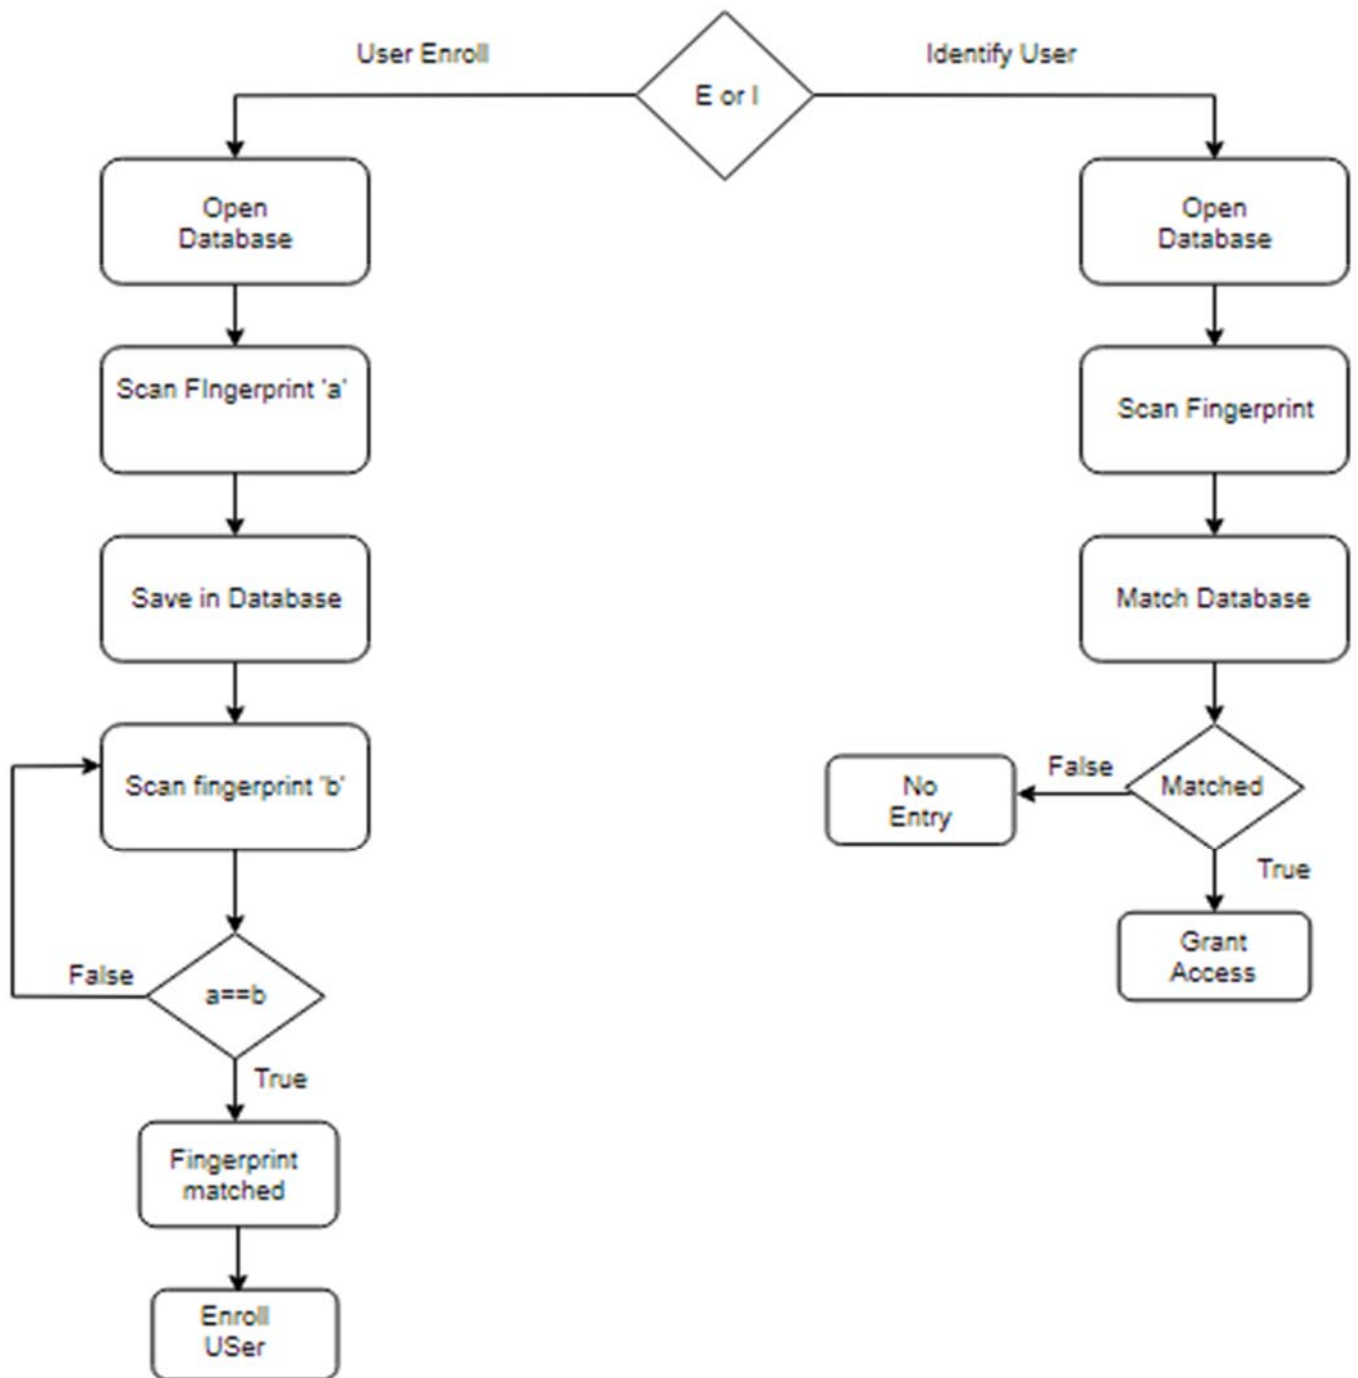 User Enroll
E or I
Identify User
Open
Database
Scan FIngerprint 'a'
Save in Database
Scan fingerprint 'b'
False
a==b
True
Fingerprint
matched
Enroll
USer
Open
Database
Scan Fingerprint
Match Database
Matched
False
No
Entry
True
Grant
Access